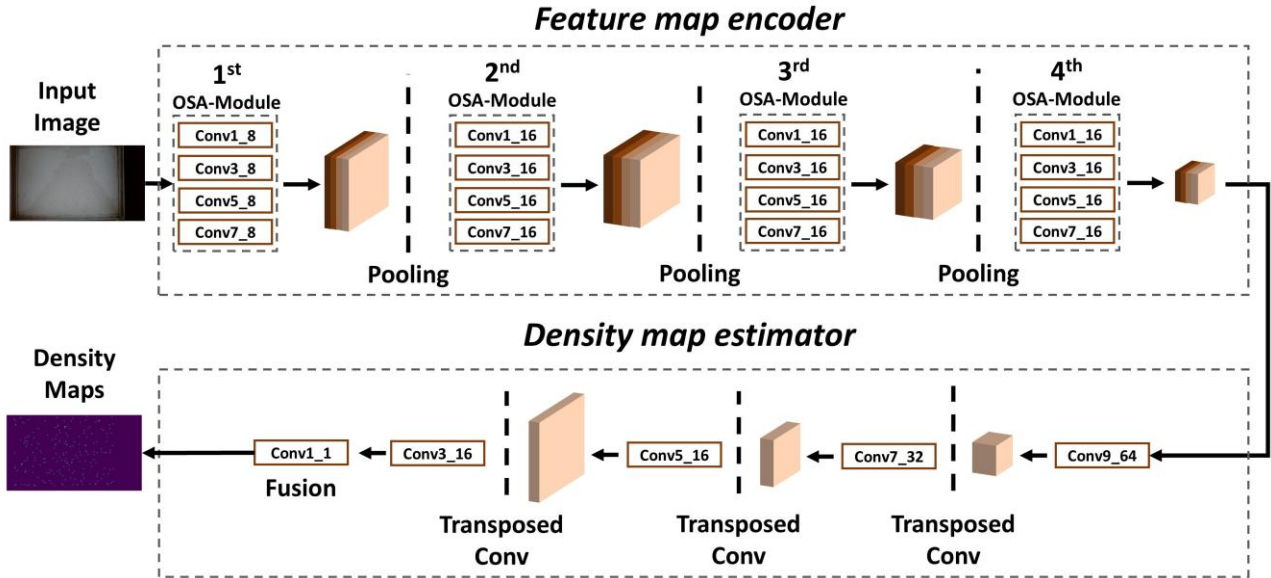 Feature map encoder
Input
Image
1st
OSA-Module
Conv1_8
Conv3_8
Conv5_8
Conv7_8
Pooling
2nd
OSA-Module
Conv1_16
Conv3_16
Conv5_16
Conv7_16
Pooling
3rd
OSA-Module
Conv1_16
Conv3_16
Conv5_16
Conv7_16
Pooling
4th
OSA-Module
Conv1_16
Conv3_16
Conv5_16
Conv7_16
Density map estimator
Density
Maps
Conv1_1
Fusion
Conv3_16
Transposed
Conv
Conv5_16
Transposed
Conv
Conv7_32
Transposed
Conv
Conv9_64